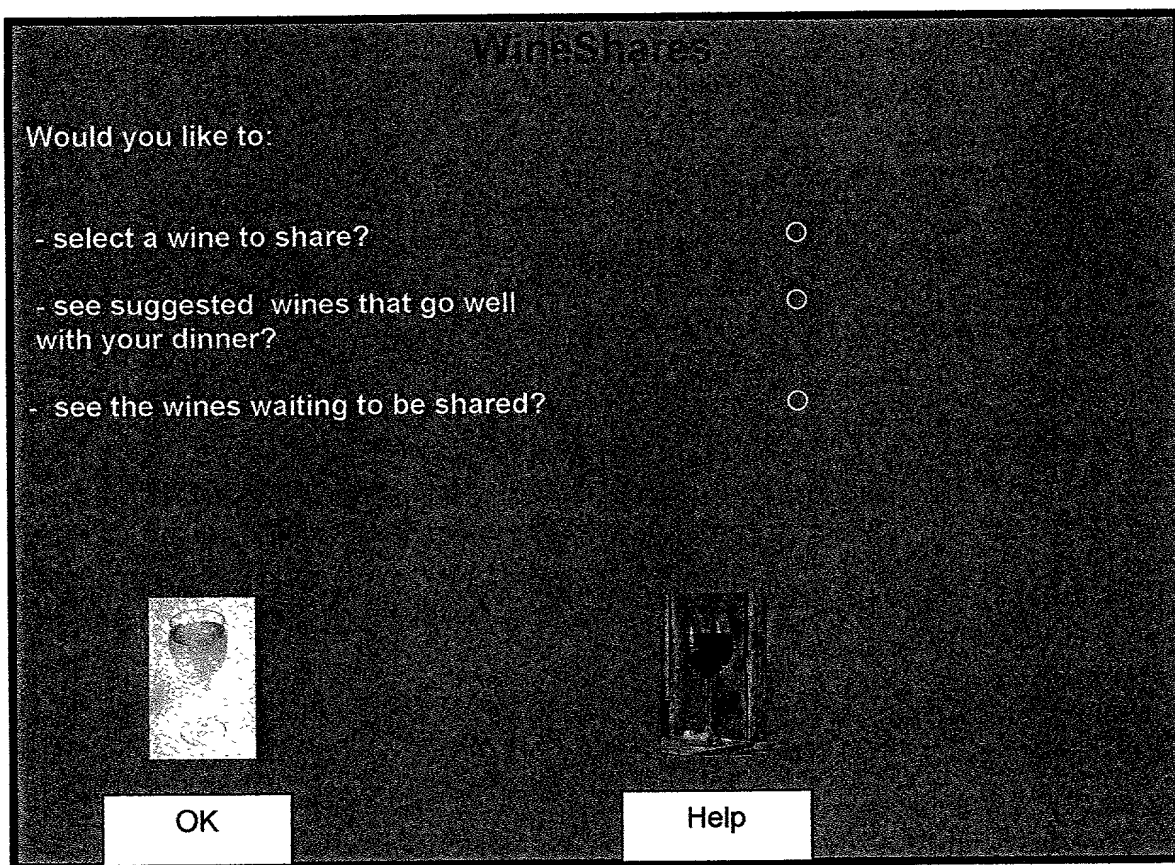 WineShares
Would you like to:
- select a wine to share?
- see suggested wines that go well
with your dinner?
- see the wines waiting to be shared?
OK
Help